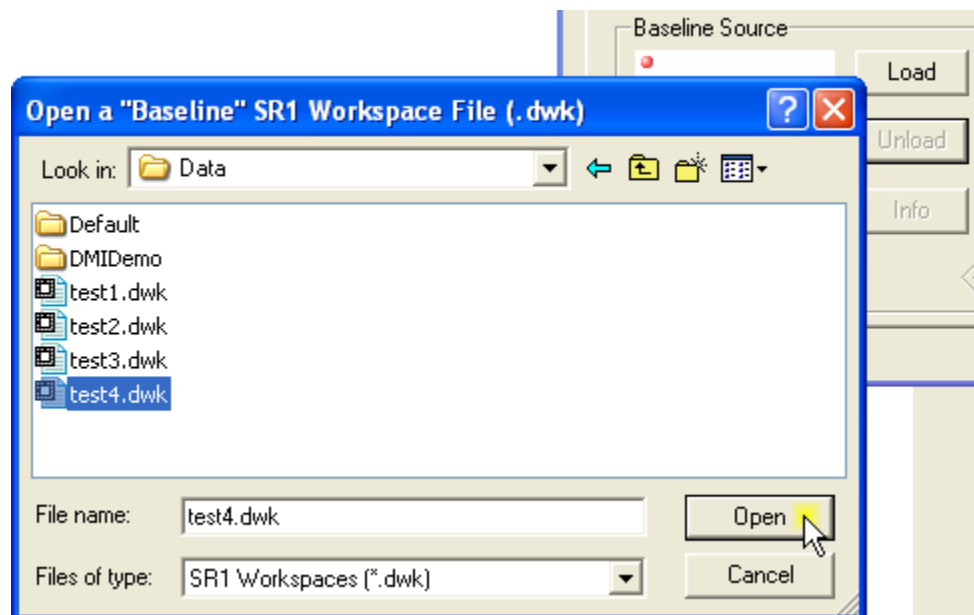 Baseline Source
Load
Open a "Baseline" SR1 Workspace File (.dwk)
Unload
Look in: Data
Info
Default
DMIDemo
test1.dwk
test2.dwk
test3.dwk
test4.dwk
File name: test4.dwk Open
Files of type: SR1 Workspaces (*.dwk) Cancel